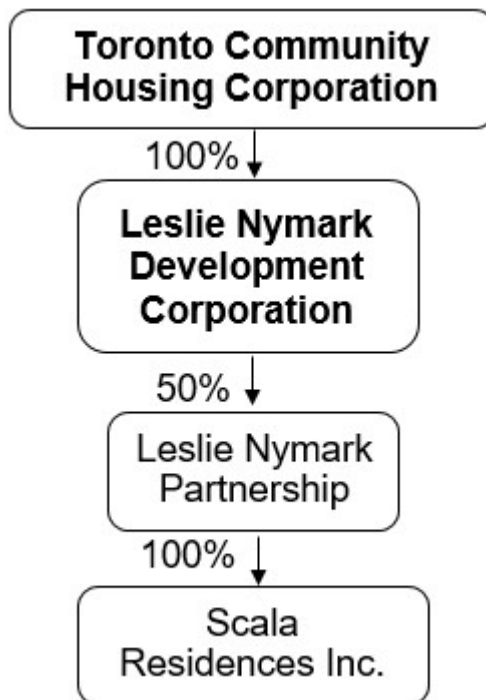 Toronto Community
Housing Corporation
100%
Leslie Nymark
Development
Corporation
50%
Leslie Nymark
Partnership
100%
Scala
Residences Inc.